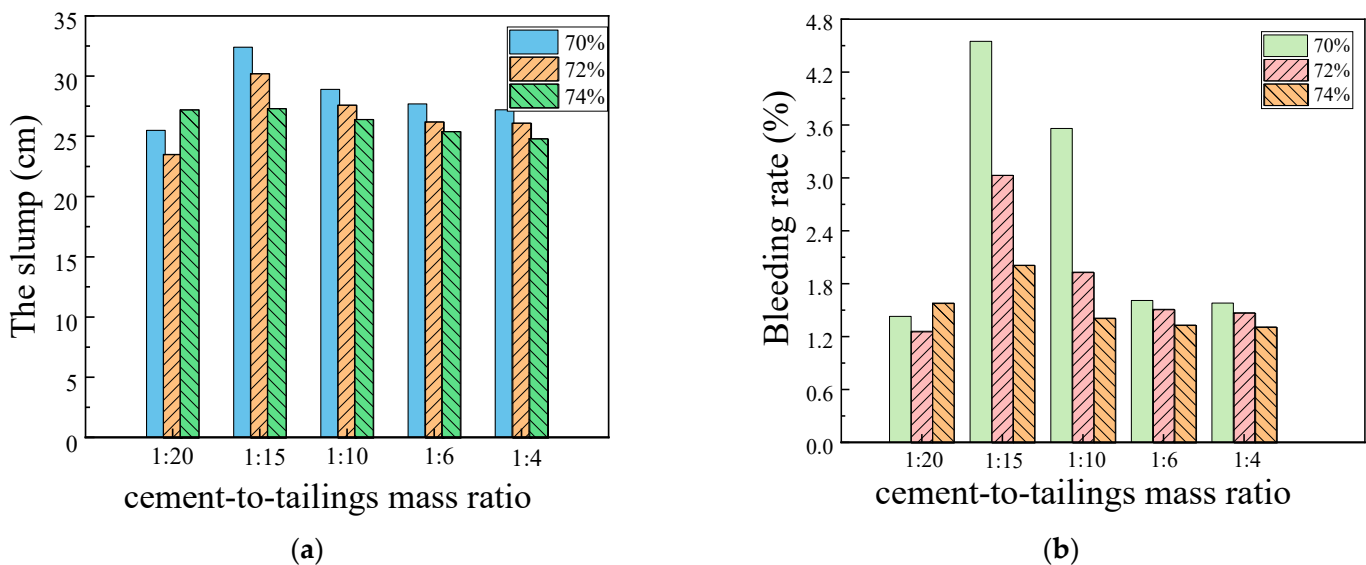 35
30
25
20
15
10
5
0
The slump (cm)
70%
72%
74%
1:20 1:15 1:10 1:6 1:4
cement-to-tailings mass ratio
(a)
4.8
4.2
3.6
3.0
2.4
1.8
1.2
0.6
0.0
Bleeding rate (%)
70%
72%
74%
1:20 1:15 1:10 1:6 1:4
cement-to-tailings mass ratio
(b)